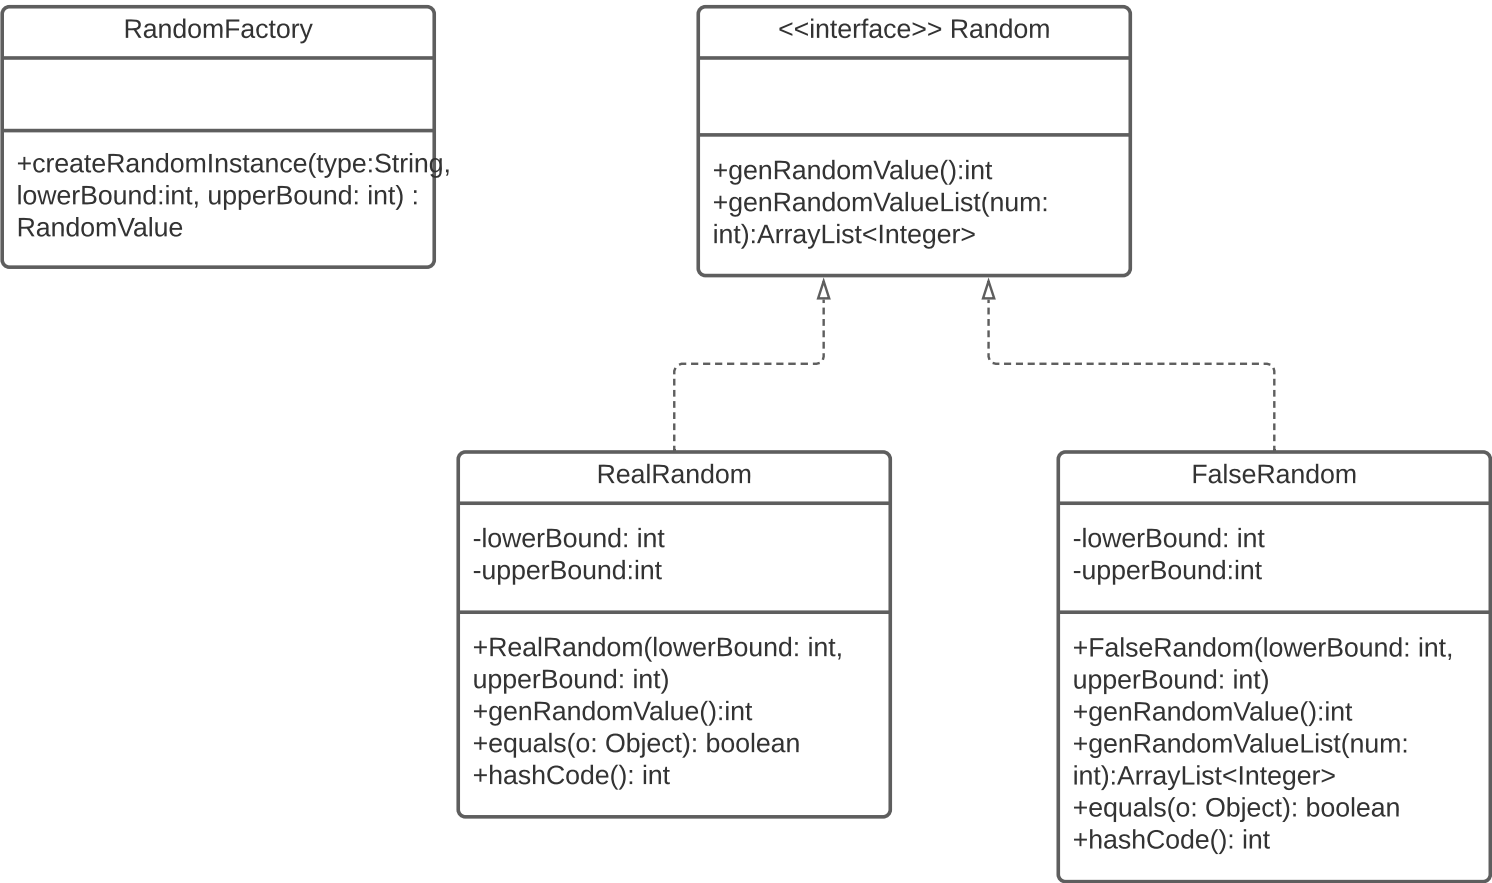 RandomFactory
+createRandomInstance(type:String,
lowerBound:int, upperBound: int) :
RandomValue
<<interface>> Random
+genRandomValue():int
+genRandomValueList(num:
int):ArrayList<Integer>
RealRandom
-lowerBound: int
-upperBound:int
+RealRandom(lowerBound: int,
upperBound: int)
+genRandomValue():int
+equals(o: Object): boolean
+hashCode(): int
FalseRandom
-lowerBound: int
-upperBound:int
+FalseRandom(lowerBound: int,
upperBound: int)
+genRandomValue():int
+genRandomValueList(num:
int):ArrayList<Integer>
+equals(o: Object): boolean
+hashCode(): int